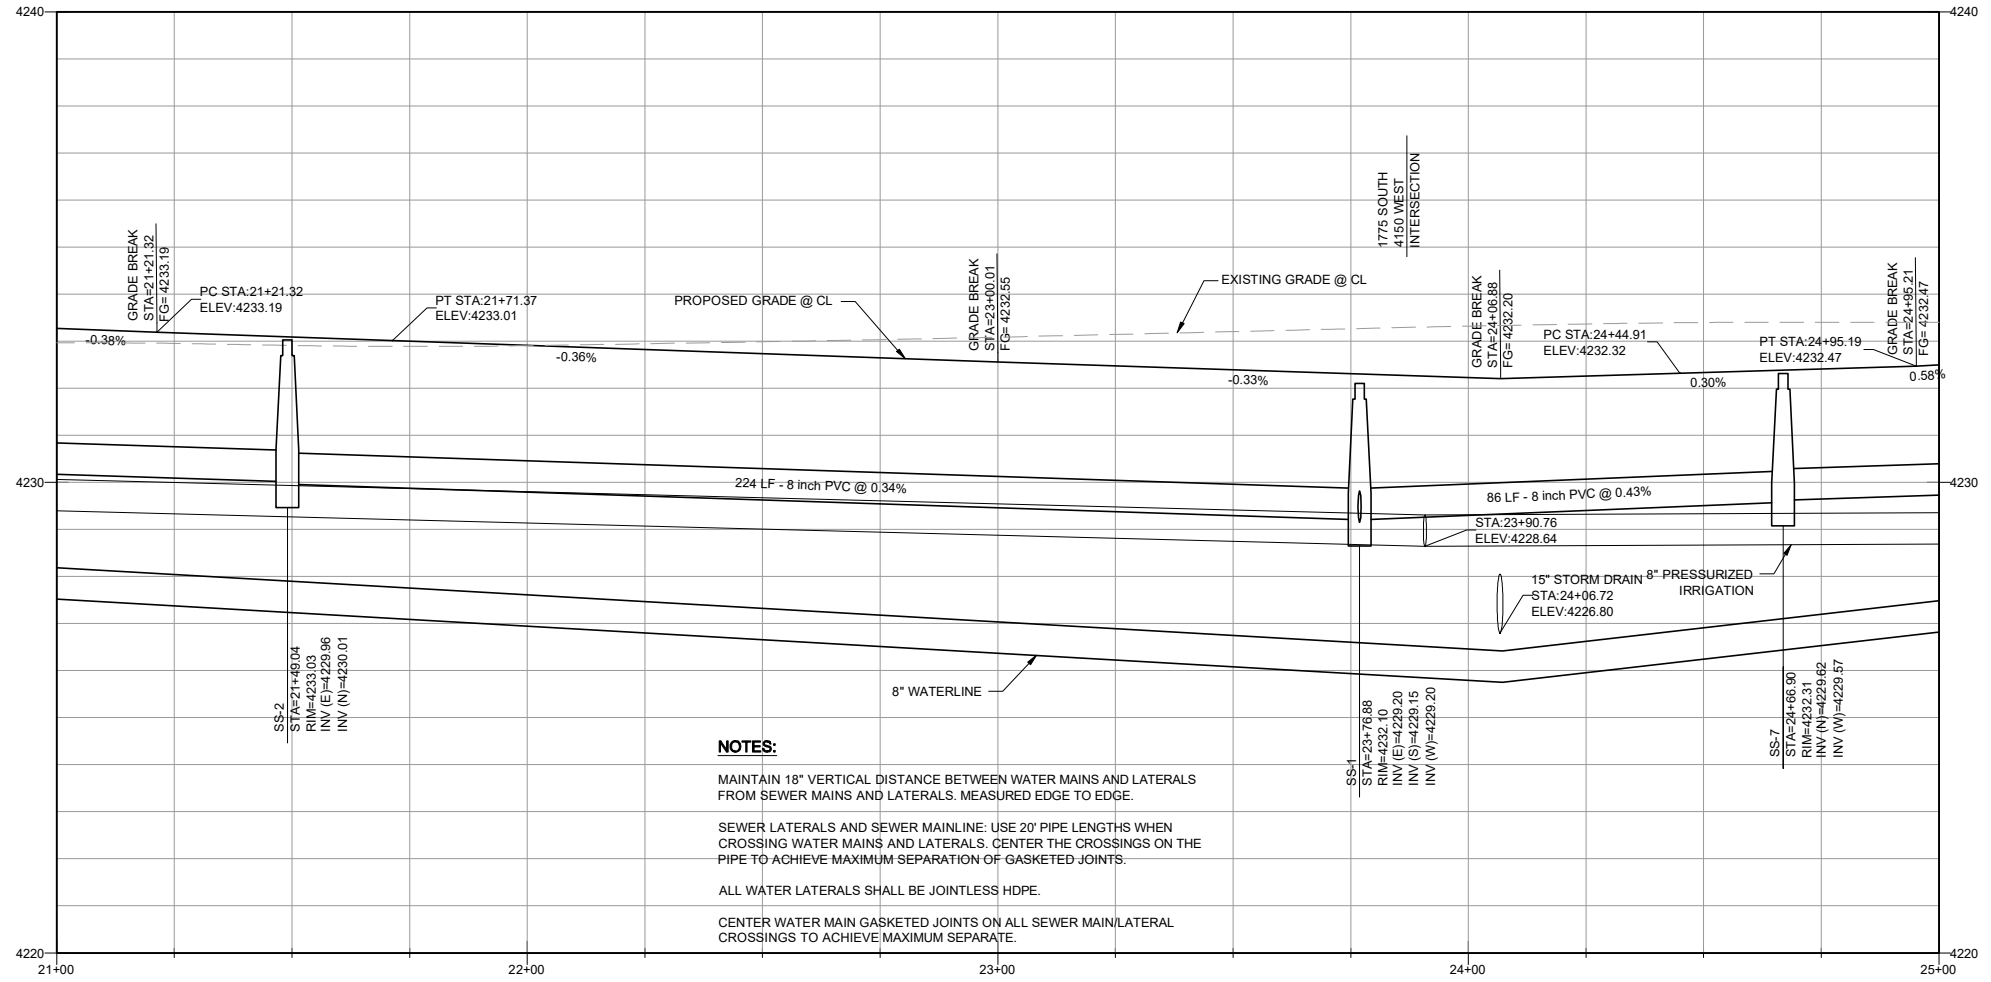 4240
4240
GRADE BREAK
STA=21+21.32
FG= 4233.19
PC STA:21+21.32
ELEV:4233.19
PT STA:21+71.37
ELEV:4233.01
PROPOSED GRADE @ CL
GRADE BREAK
STA=23+00.01
FG= 4232.55
EXISTING GRADE @ CL
1775 SOUTH
4150 WEST
INTERSECTION
GRADE BREAK
STA=24+06.88
FG= 4232.20
PC STA:24+44.91
ELEV:4232.32
PT STA:24+95.19
ELEV:4232.47
GRADE BREAK
STA=24+95.21
FG= 4232.47
-0.38%
-0.36%
-0.33%
0.30%
0.58%
4230
4230
224 LF - 8 inch PVC @ 0.34%
86 LF - 8 inch PVC @ 0.43%
STA:23+90.76
ELEV:4228.64
15" STORM DRAIN
STA:24+06.72
ELEV:4226.80
8" PRESSURIZED
IRRIGATION
8" WATERLINE
SS-2
STA=21+49.04
RIM=4233.03
INV (E)=4229.96
INV (N)=4230.01
SS-1
STA=23+76.88
RIM=4232.10
INV (E)=4229.20
INV (S)=4229.15
INV (W)=4229.20
SS-7
STA=24+66.90
RIM=4232.31
INV (N)=4229.62
INV (W)=4229.57
NOTES:
MAINTAIN 18" VERTICAL DISTANCE BETWEEN WATER MAINS AND LATERALS
FROM SEWER MAINS AND LATERALS. MEASURED EDGE TO EDGE.
SEWER LATERALS AND SEWER MAINLINE: USE 20' PIPE LENGTHS WHEN
CROSSING WATER MAINS AND LATERALS. CENTER THE CROSSINGS ON THE
PIPE TO ACHIEVE MAXIMUM SEPARATION OF GASKETED JOINTS.
ALL WATER LATERALS SHALL BE JOINTLESS HDPE.
CENTER WATER MAIN GASKETED JOINTS ON ALL SEWER MAIN/LATERAL
CROSSINGS TO ACHIEVE MAXIMUM SEPARATE.
4220
4220
21+00
22+00
23+00
24+00
25+00